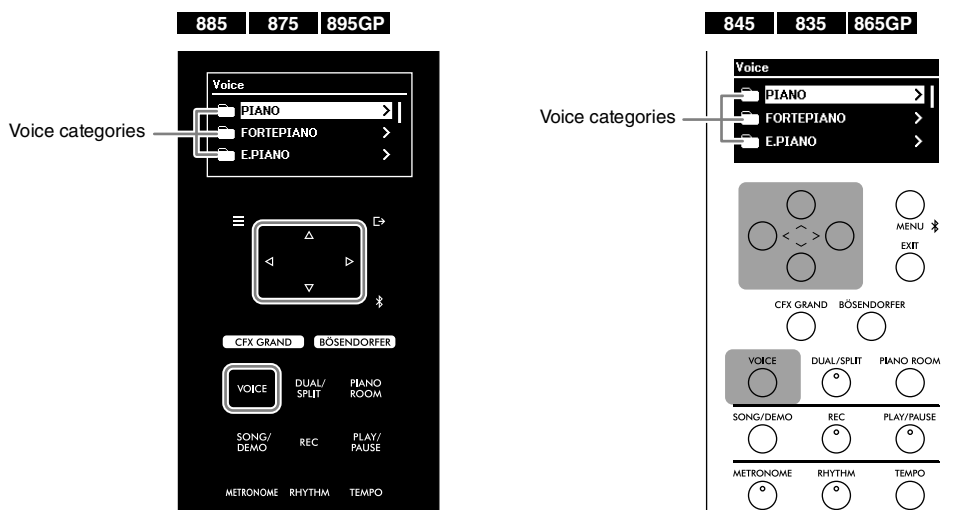 885 875 895GP
Voice
PIANO
FORTEPIANO
E.PIANO
Voice categories
CFX GRAND BÖSENDORFER
VOICE DUAL/SPLIT PIANO ROOM
SONG/DEMO REC PLAY/PAUSE
METRONOME RHYTHM TEMPO
845 835 865GP
Voice
PIANO
FORTEPIANO
E.PIANO
Voice categories
MENU
EXIT
CFX GRAND BÖSENDORFER
VOICE DUAL/SPLIT PIANO ROOM
SONG/DEMO REC PLAY/PAUSE
METRONOME RHYTHM TEMPO